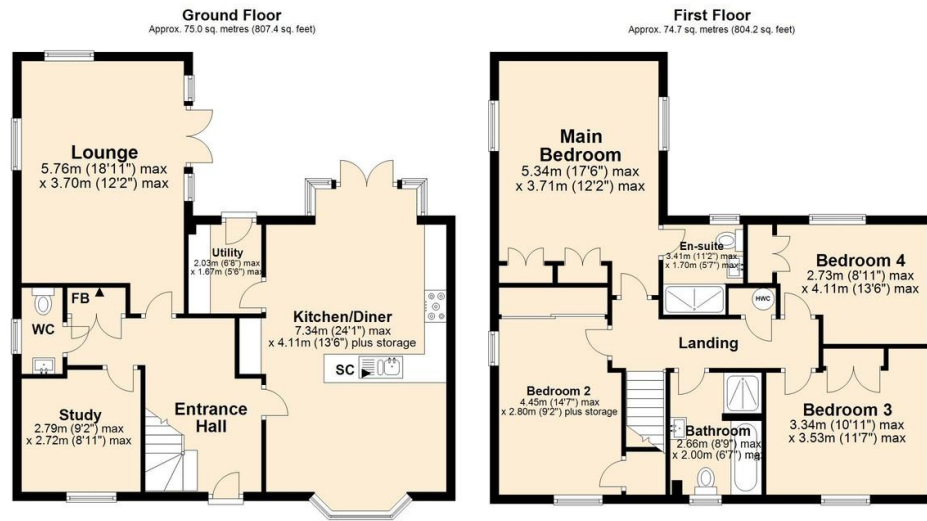 Ground Floor
Approx. 75.0 sq. metres (807.4 sq. feet)
Lounge
5.76m (18'11") max
x 3.70m (12'2") max
Utility
2.03m (6'8") max
x 1.67m (5'6") max
FB
WC
Kitchen/Diner
7.34m (24'1") max
x 4.11m (13'6") plus storage
SC
Study
2.79m (9'2") max
x 2.72m (8'11") max
Entrance
Hall
First Floor
Approx. 74.7 sq. metres (804.2 sq. feet)
Main
Bedroom
5.34m (17'6") max
x 3.71m (12'2") max
En-suite
3.41m (11'2") max
x 1.70m (5'7") max
Bedroom 4
2.73m (8'11") max
x 4.11m (13'6") max
HWC
Landing
Bedroom 2
4.45m (14'7") max
x 2.80m (9'2") plus storage
Bathroom
2.66m (8'9") max
x 2.00m (6'7") max
Bedroom 3
3.34m (10'11") max
x 3.53m (11'7") max